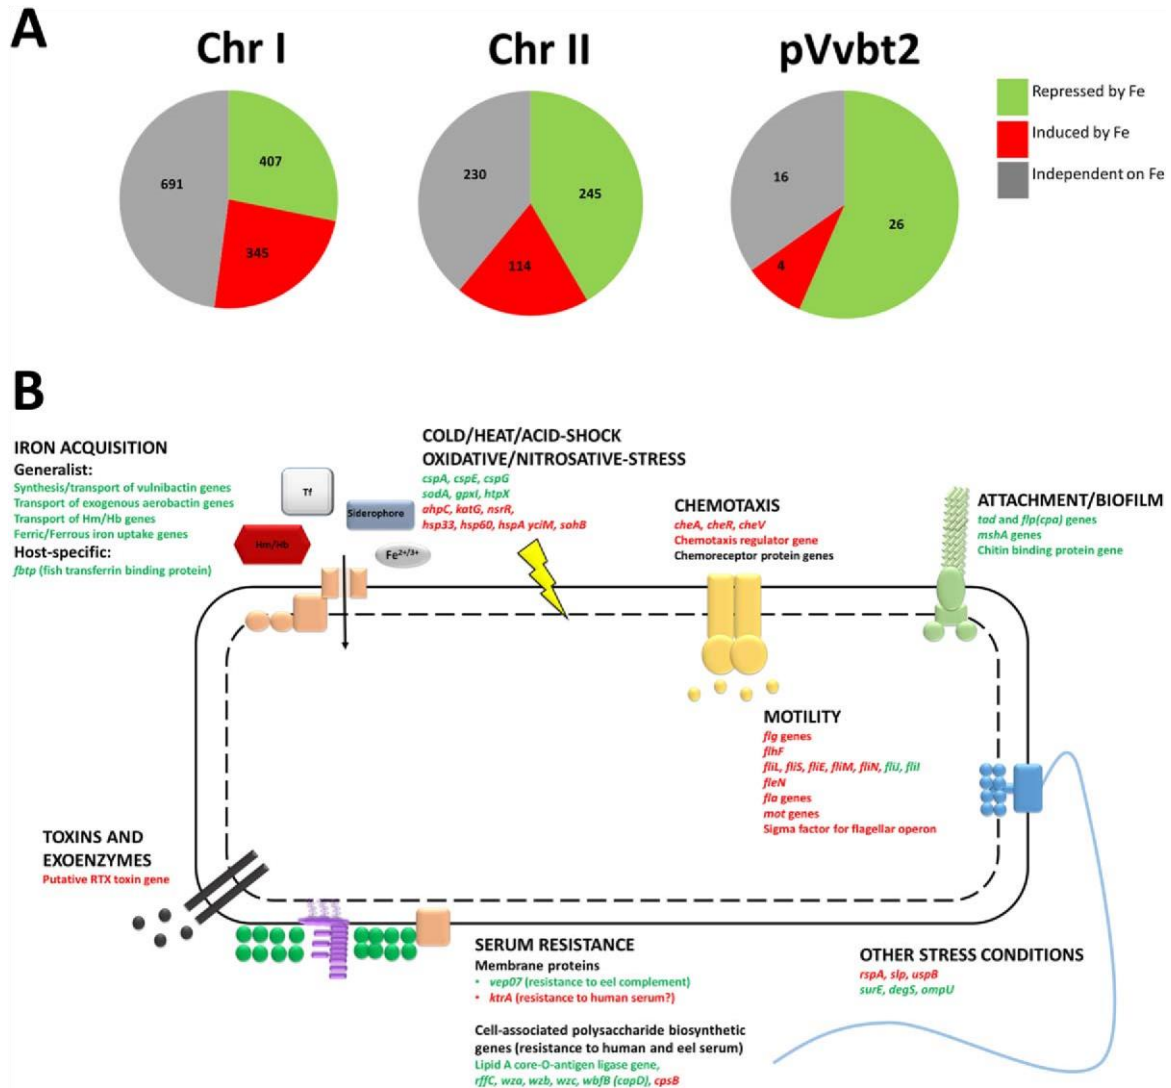 A
Chr I
Chr II
pVvbt2
407
691
345
230
245
114
16
26
4
Repressed by Fe
Induced by Fe
Independent on Fe
B
IRON ACQUISITION
Generalist:
Synthesis/transport of vulnibactin genes
Transport of exogenous aerobactin genes
Transport of Hm/Hb genes
Ferric/Ferrous iron uptake genes
Host-specific:
fbtp (fish transferrin binding protein)
Tf
Siderophore
Hm/Hb
Fe2+/3+
COLD/HEAT/ACID-SHOCK
OXIDATIVE/NITROSATIVE-STRESS
cspA, cspE, cspG
sodA, gpxI, htpX
ahpC, katG, nsrR,
hsp33, hsp60, hspA yciM, sohB
CHEMOTAXIS
cheA, cheR, cheV
Chemotaxis regulator gene
Chemoreceptor protein genes
ATTACHMENT/BIOFILM
tad and flp(cpa) genes
mshA genes
Chitin binding protein gene
MOTILITY
flg genes
flhF
fliL, fliS, fliE, fliM, fliN, fliJ, fliI
fleN
fla genes
mot genes
Sigma factor for flagellar operon
TOXINS AND
EXOENZYMES
Putative RTX toxin gene
SERUM RESISTANCE
Membrane proteins
• vep07 (resistance to eel complement)
• ktrA (resistance to human serum?)
Cell-associated polysaccharide biosynthetic
genes (resistance to human and eel serum)
Lipid A core-O-antigen ligase gene,
rffC, wza, wzb, wzc, wbfB (capD), cpsB
OTHER STRESS CONDITIONS
rspA, slp, uspB
surE, degS, ompU